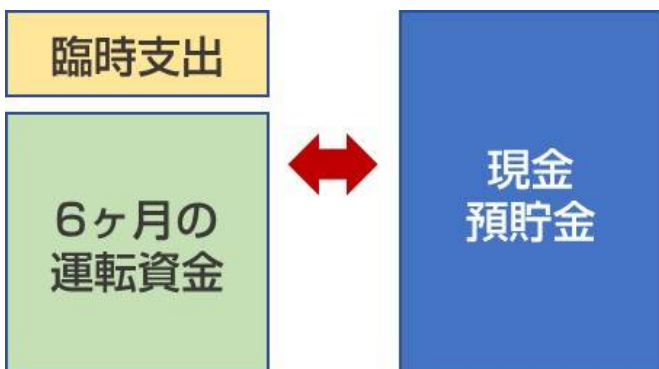 臨時支出
6ヶ月の
運転資金
現金
預貯金